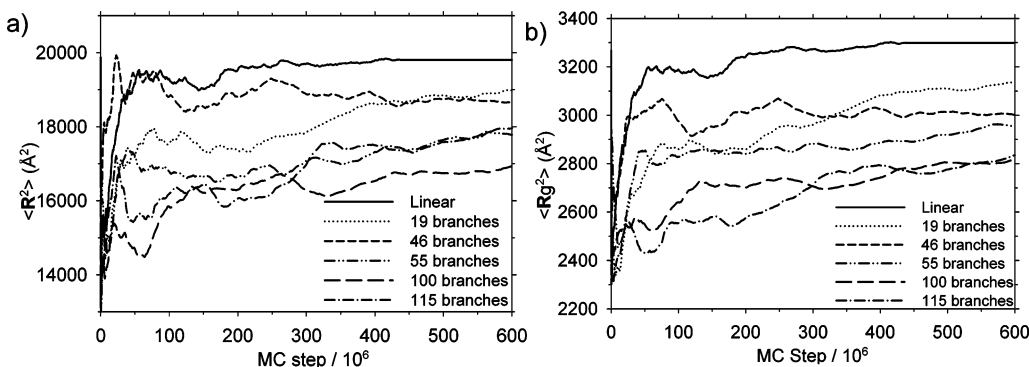 a)
<R²> (Å²)
20000
18000
16000
14000
Linear
19 branches
46 branches
55 branches
100 branches
115 branches
0 100 200 300 400 500 600
MC step / 10⁶
b)
<Rg²> (Å²)
3400
3200
3000
2800
2600
2400
2200
Linear
19 branches
46 branches
55 branches
100 branches
115 branches
0 100 200 300 400 500 600
MC Step / 10⁶